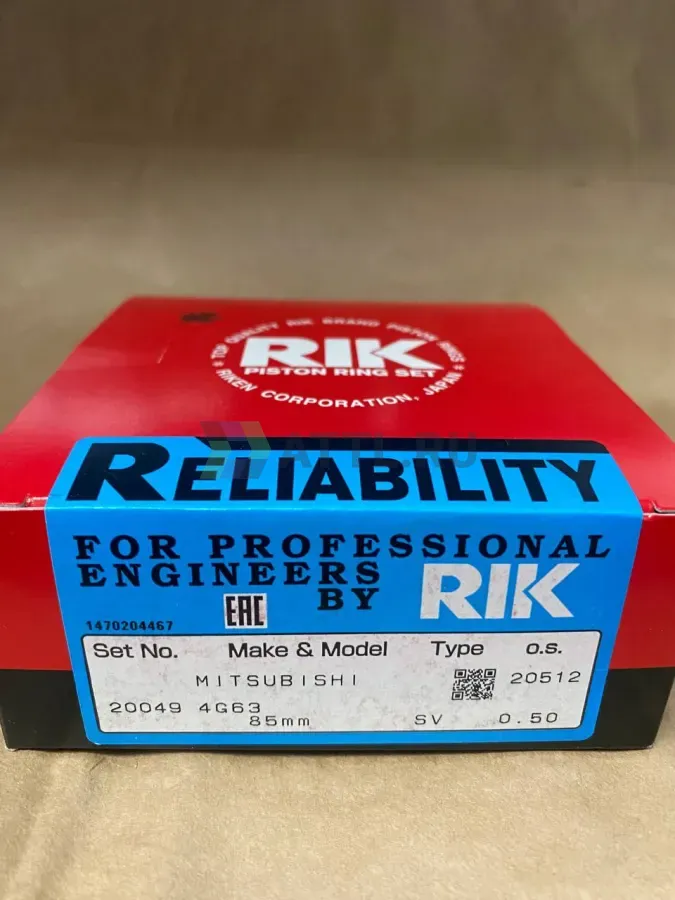 TOP QUALITY RIK BRAND PISTON RINGS
RIK
PISTON RING SET
RIKEN CORPORATION, JAPAN
RELIABILITY
FOR PROFESSIONAL
ENGINEERS
BY RIK
EAC
1470204467
Set No. Make & Model Type o.s.
MITSUBISHI 20512
20049 4G63
85mm SV 0.50